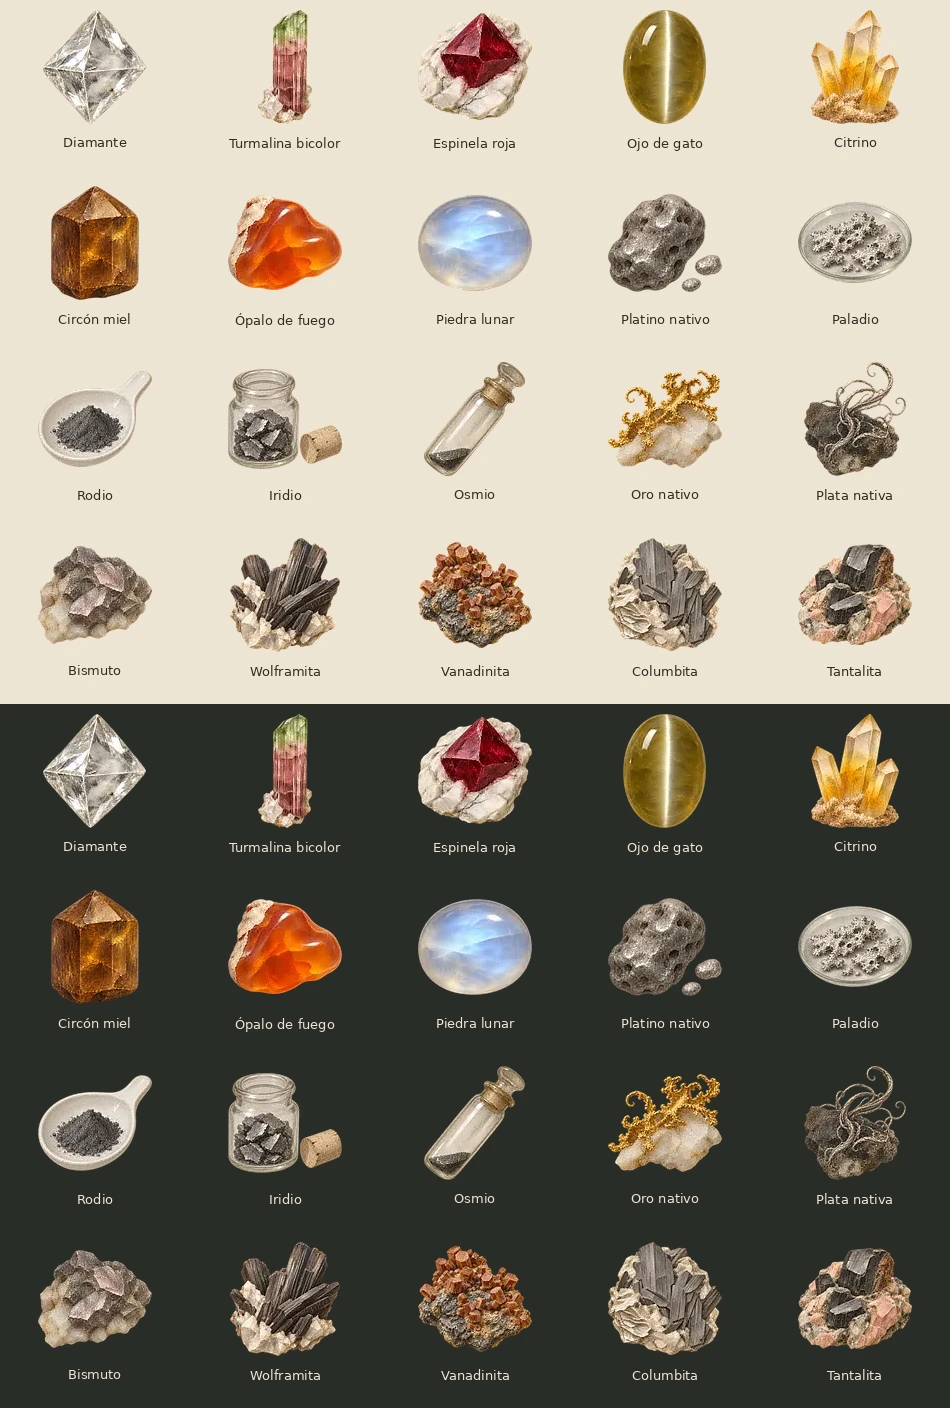 Diamante
Turmalina bicolor
Espinela roja
Ojo de gato
Citrino
Circón miel
Ópalo de fuego
Piedra lunar
Platino nativo
Paladio
Rodio
Iridio
Osmio
Oro nativo
Plata nativa
Bismuto
Wolframita
Vanadinita
Columbita
Tantalita
Diamante
Turmalina bicolor
Espinela roja
Ojo de gato
Citrino
Circón miel
Ópalo de fuego
Piedra lunar
Platino nativo
Paladio
Rodio
Iridio
Osmio
Oro nativo
Plata nativa
Bismuto
Wolframita
Vanadinita
Columbita
Tantalita